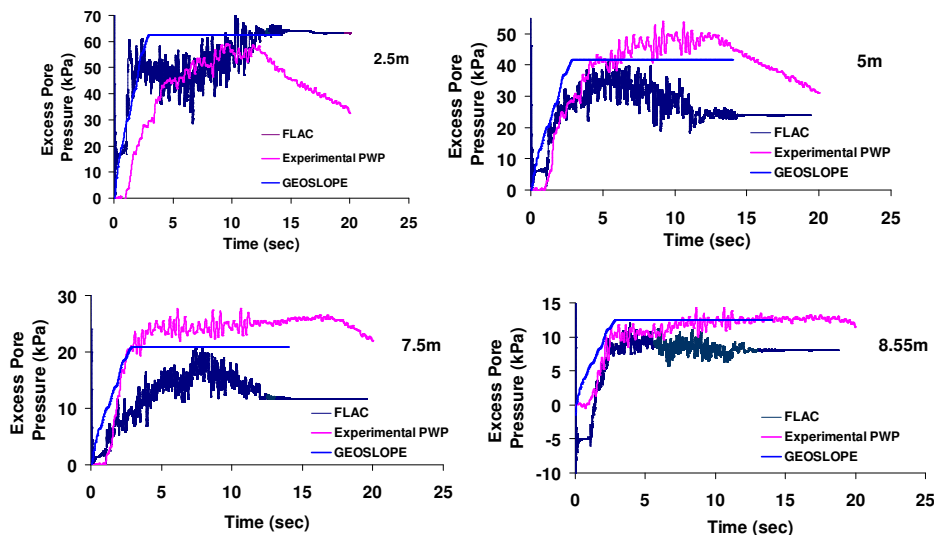 Excess Pore
Pressure (kPa)
70
60
50
40
30
20
10
0
0
5
10
15
20
25
Time (sec)
2.5m
FLAC
Experimental PWP
GEOSLOPE
Excess Pore
Pressure (kPa)
50
40
30
20
10
0
0
5
10
15
20
25
Time (sec)
5m
FLAC
Experimental PWP
GEOSLOPE
Excess Pore
Pressure (kPa)
30
20
10
0
0
5
10
15
20
25
Time (sec)
7.5m
FLAC
Experimental PWP
GEOSLOPE
Excess Pore
Pressure (kPa)
15
10
5
0
-5
-10
0
5
10
15
20
25
Time (sec)
8.55m
FLAC
Experimental PWP
GEOSLOPE